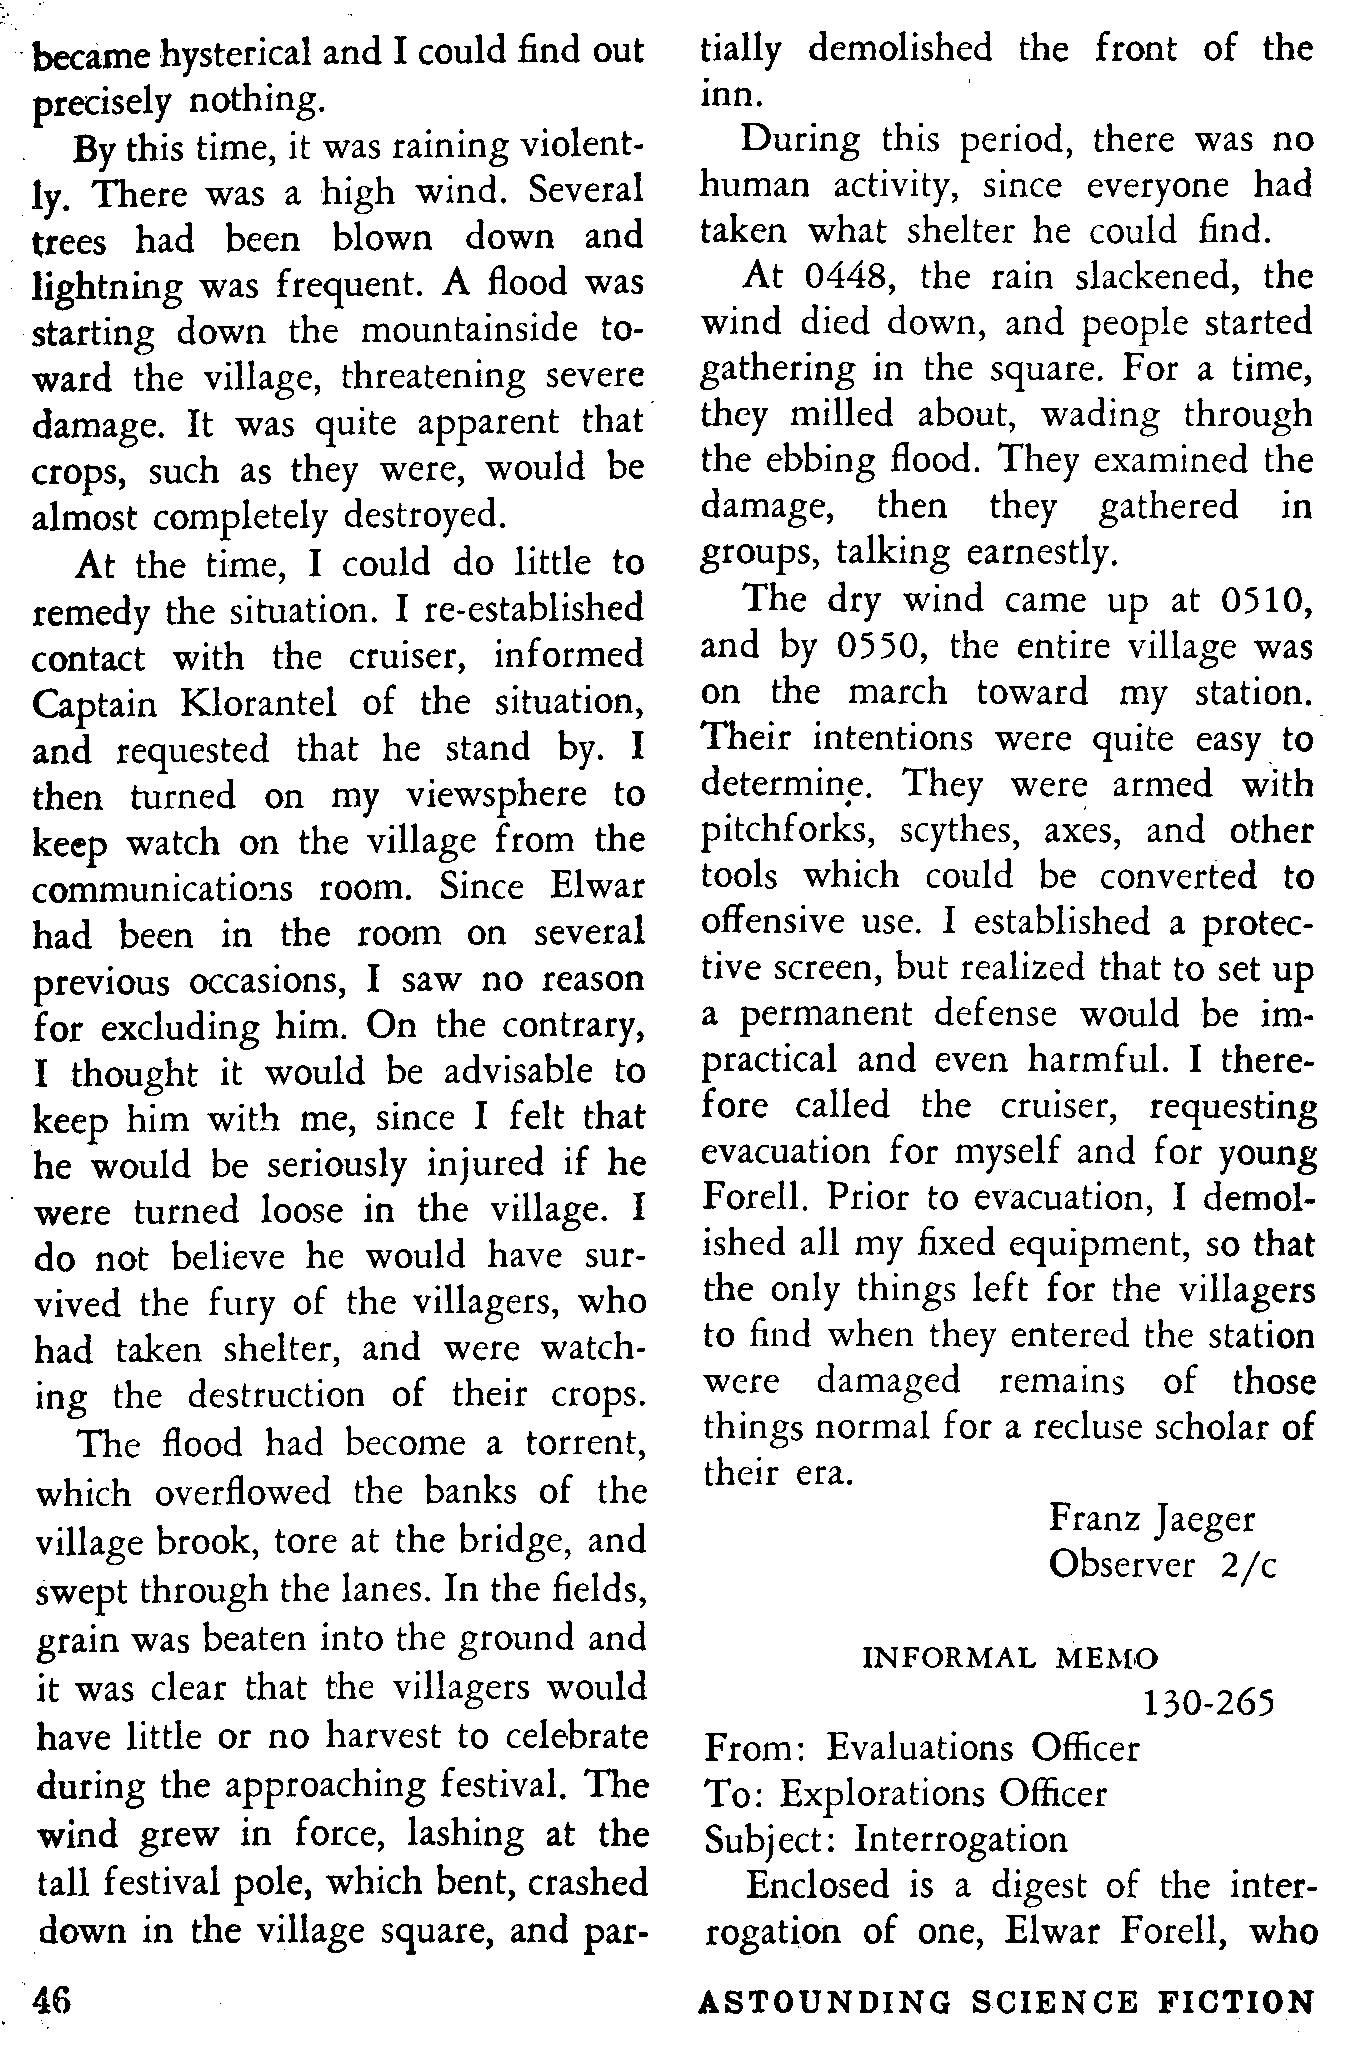 became hysterical and I could find out
precisely nothing.
By this time, it was raining violent-
ly. There was a high wind. Several
trees had been blown down and
lightning was frequent. A flood was
starting down the mountainside to-
ward the village, threatening severe
damage. It was quite apparent that
crops, such as they were, would be
almost completely destroyed.
At the time, I could do little to
remedy the situation. I re-established
contact with the cruiser, informed
Captain Klorantel of the situation,
and requested that he stand by. I
then turned on my viewsphere to
keep watch on the village from the
communications room. Since Elwar
had been in the room on several
previous occasions, I saw no reason
for excluding him. On the contrary,
I thought it would be advisable to
keep him with me, since I felt that
he would be seriously injured if he
were turned loose in the village. I
do not believe he would have sur-
vived the fury of the villagers, who
had taken shelter, and were watch-
ing the destruction of their crops.
The flood had become a torrent,
which overflowed the banks of the
village brook, tore at the bridge, and
swept through the lanes. In the fields,
grain was beaten into the ground and
it was clear that the villagers would
have little or no harvest to celebrate
during the approaching festival. The
wind grew in force, lashing at the
tall festival pole, which bent, crashed
down in the village square, and par-
tially demolished the front of the
inn.
During this period, there was no
human activity, since everyone had
taken what shelter he could find.
At 0448, the rain slackened, the
wind died down, and people started
gathering in the square. For a time,
they milled about, wading through
the ebbing flood. They examined the
damage, then they gathered in
groups, talking earnestly.
The dry wind came up at 0510,
and by 0550, the entire village was
on the march toward my station.
Their intentions were quite easy to
determine. They were armed with
pitchforks, scythes, axes, and other
tools which could be converted to
offensive use. I established a protec-
tive screen, but realized that to set up
a permanent defense would be im-
practical and even harmful. I there-
fore called the cruiser, requesting
evacuation for myself and for young
Forell. Prior to evacuation, I demol-
ished all my fixed equipment, so that
the only things left for the villagers
to find when they entered the station
were damaged remains of those
things normal for a recluse scholar of
their era.
Franz Jaeger
Observer 2/c
INFORMAL MEMO
130-265
From: Evaluations Officer
To: Explorations Officer
Subject: Interrogation
Enclosed is a digest of the inter-
rogation of one, Elwar Forell, who
46
ASTOUNDING SCIENCE FICTION